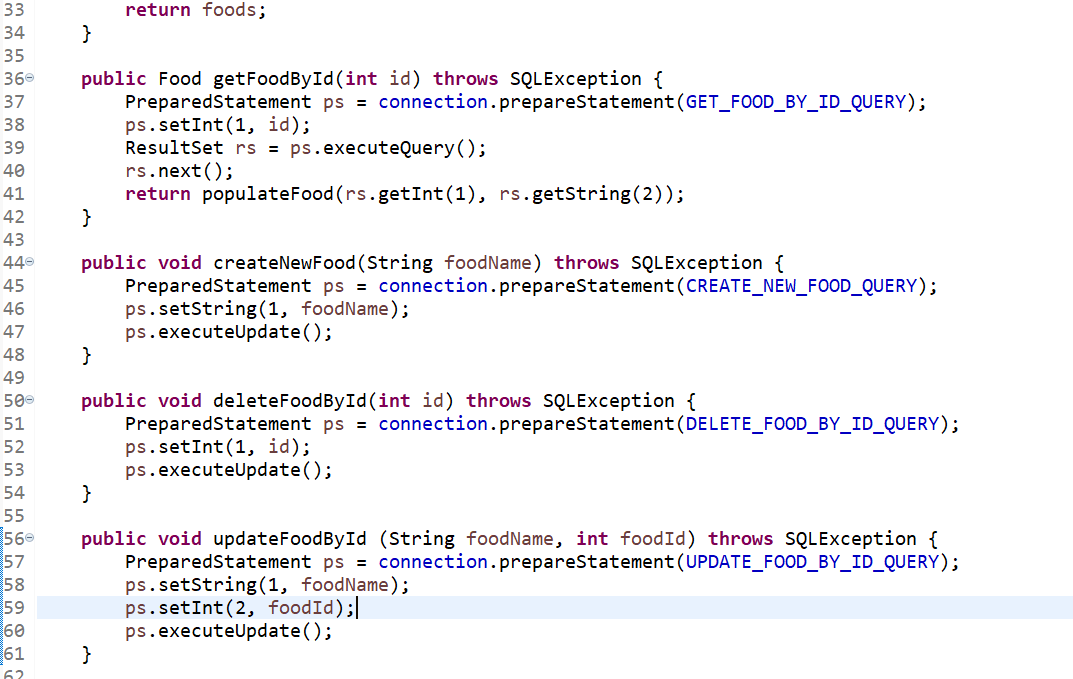 33 return foods;
34 }
35
36 public Food getFoodById(int id) throws SQLException {
37 PreparedStatement ps = connection.prepareStatement(GET_FOOD_BY_ID_QUERY);
38 ps.setInt(1, id);
39 ResultSet rs = ps.executeQuery();
40 rs.next();
41 return populateFood(rs.getInt(1), rs.getString(2));
42 }
43
44 public void createNewFood(String foodName) throws SQLException {
45 PreparedStatement ps = connection.prepareStatement(CREATE_NEW_FOOD_QUERY);
46 ps.setString(1, foodName);
47 ps.executeUpdate();
48 }
49
50 public void deleteFoodById(int id) throws SQLException {
51 PreparedStatement ps = connection.prepareStatement(DELETE_FOOD_BY_ID_QUERY);
52 ps.setInt(1, id);
53 ps.executeUpdate();
54 }
55
56 public void updateFoodById (String foodName, int foodId) throws SQLException {
57 PreparedStatement ps = connection.prepareStatement(UPDATE_FOOD_BY_ID_QUERY);
58 ps.setString(1, foodName);
59 ps.setInt(2, foodId);
60 ps.executeUpdate();
61 }
62